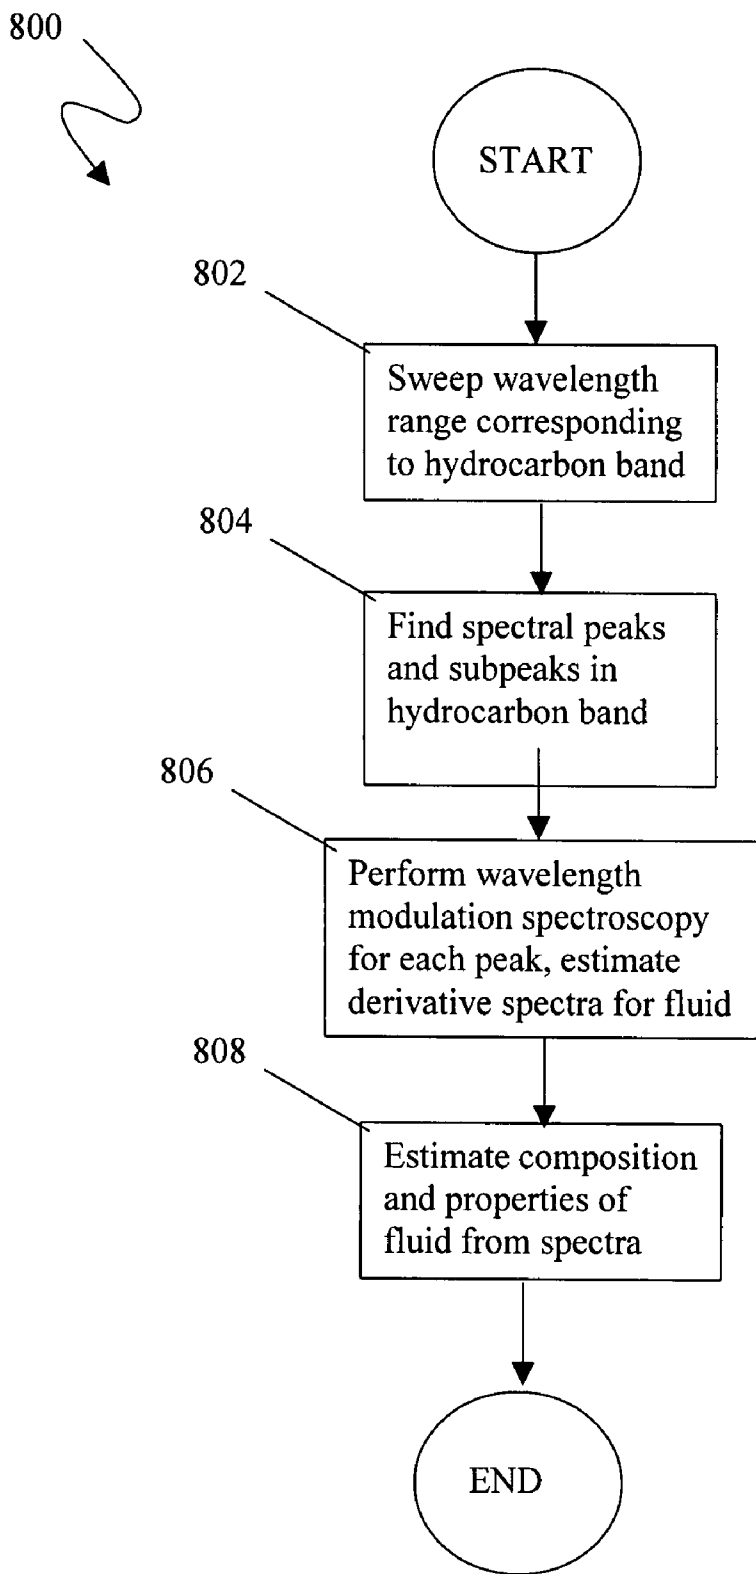 800
START
802
Sweep wavelength
range corresponding
to hydrocarbon band
804
Find spectral peaks
and subpeaks in
hydrocarbon band
806
Perform wavelength
modulation spectroscopy
for each peak, estimate
derivative spectra for fluid
808
Estimate composition
and properties of
fluid from spectra
END